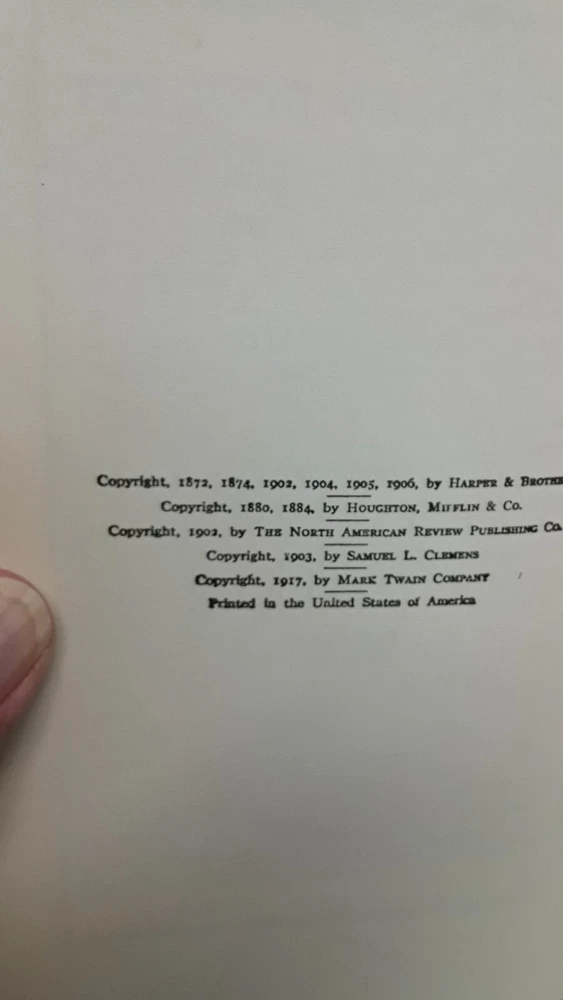 Copyright, 1872, 1874, 1902, 1904, 1905, 1906, by HARPER & BROTHE
Copyright, 1880, 1884, by HOUGHTON, MIFFLIN & Co.
Copyright, 1902, by THE NORTH AMERICAN REVIEW PUBLISHING Co.
Copyright, 1903, by SAMUEL L. CLEMENS
Copyright, 1917, by MARK TWAIN COMPANY
Printed in the United States of America